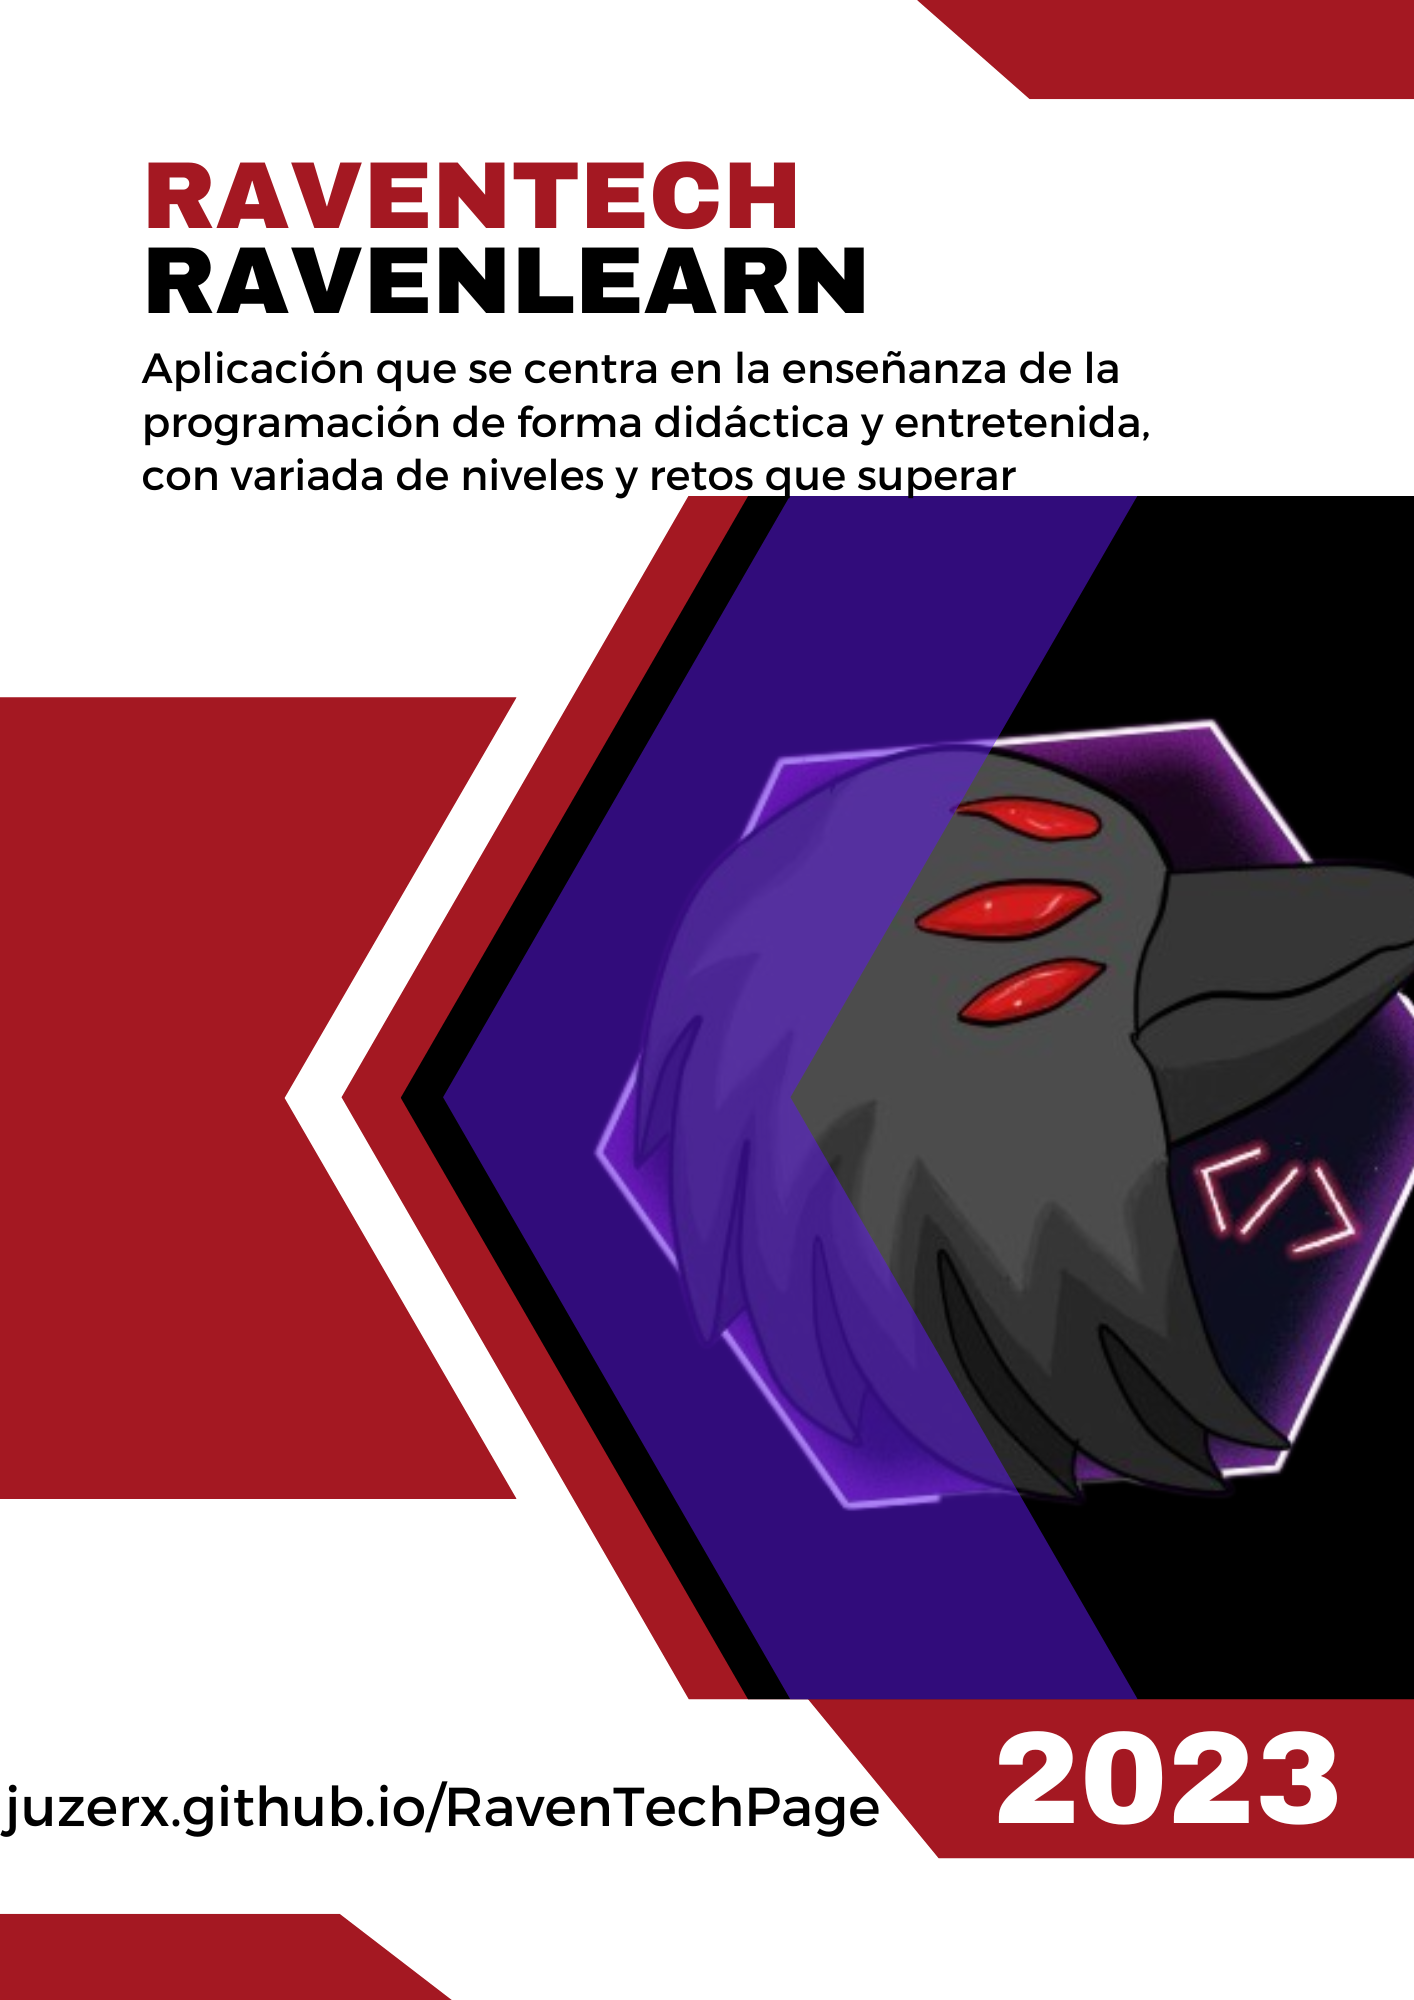 RAVENTECH
RAVENLEARN
Aplicación que se centra en la enseñanza de la
programación de forma didáctica y entretenida,
con variada de niveles y retos que superar
</>
juzerx.github.io/RavenTechPage
2023